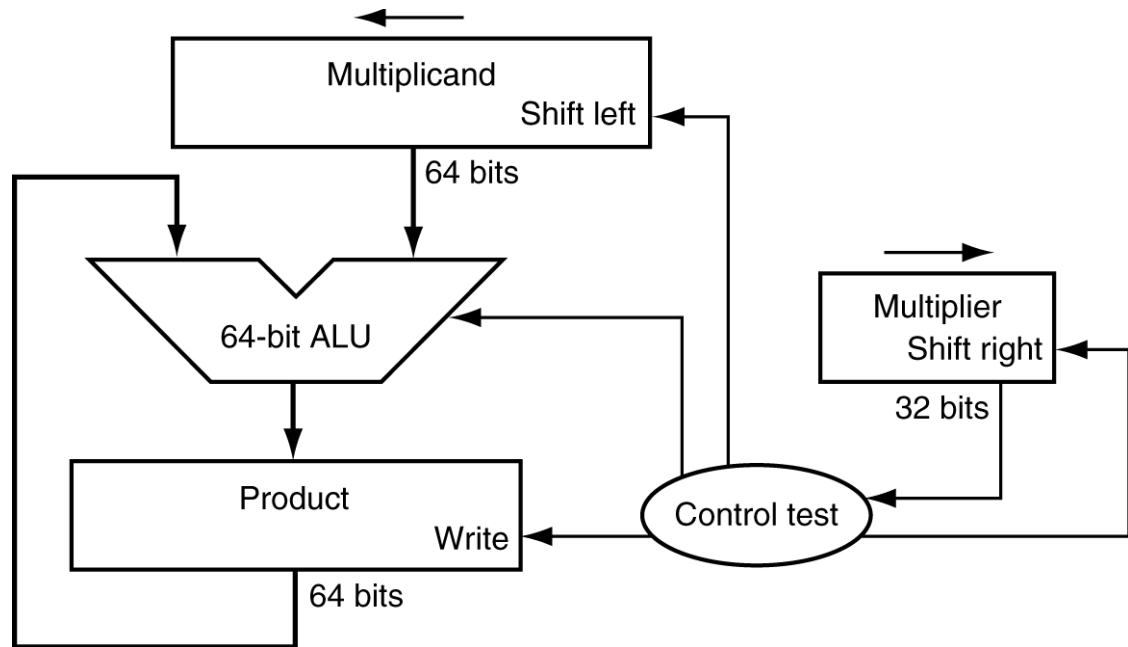 Multiplicand
Shift left
64 bits
64-bit ALU
Multiplier
Shift right
32 bits
Product
Write
Control test
64 bits